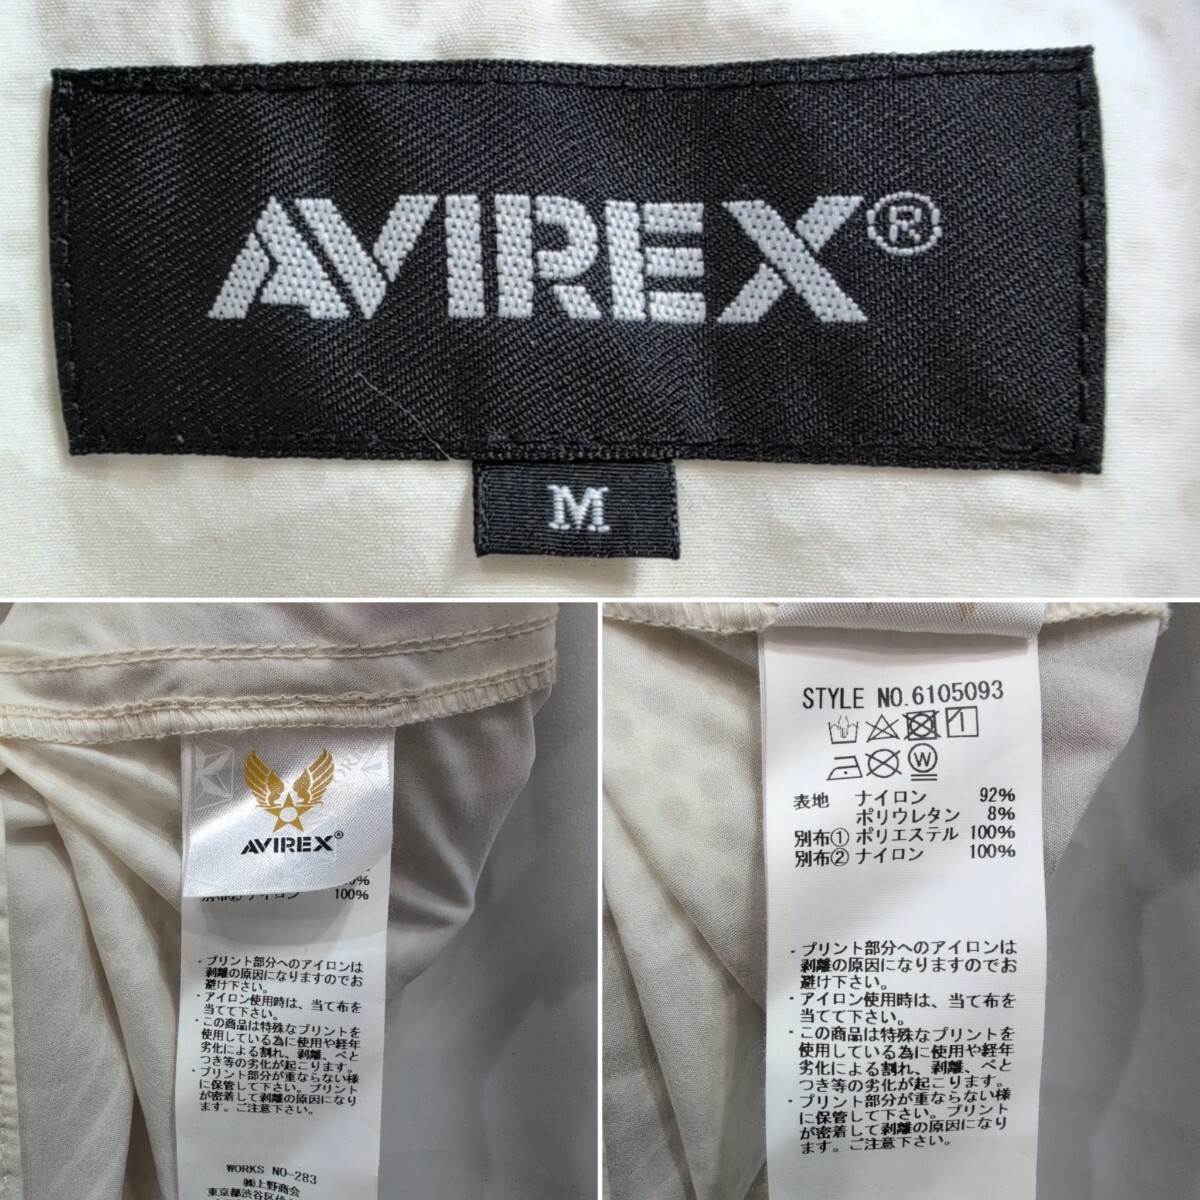 AVIREX®
M
AVIREX®
100%
・プリント部分へのアイロンは
剥離の原因になりますのでお
避け下さい。
・アイロン使用時は、当て布を
当てて下さい。
・この商品は特殊なプリントを
使用している為に使用や経年
劣化による割れ、剥離、べと
つき等の劣化が起こります。
・プリント部分が重ならない様
に保管して下さい。プリント
が密着して剥離の原因になり
ます。ご注意下さい。
WORKS NO-283
㈱上野商会
東京都渋谷区
STYLE NO.6105093
表地 ナイロン 92%
ポリウレタン 8%
別布① ポリエステル 100%
別布② ナイロン 100%
・プリント部分へのアイロンは
剥離の原因になりますのでお
避け下さい。
・アイロン使用時は、当て布を
当てて下さい。
・この商品は特殊なプリントを
使用している為に使用や経年
劣化による割れ、剥離、べと
つき等の劣化が起こります。
・プリント部分が重ならない様
に保管して下さい。プリント
が密着して剥離の原因になり
ます。ご注意下さい。